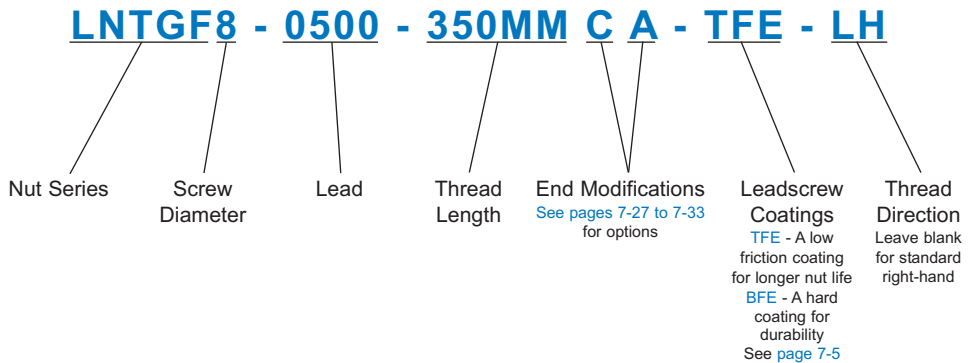 LNTGF8 - 0500 - 350MM C A - TFE - LH
Nut Series
Screw
Diameter
Lead
Thread
Length
End Modifications
See pages 7-27 to 7-33
for options
Leadscrew
Coatings
TFE - A low
friction coating
for longer nut life
BFE - A hard
coating for
durability
See page 7-5
Thread
Direction
Leave blank
for standard
right-hand